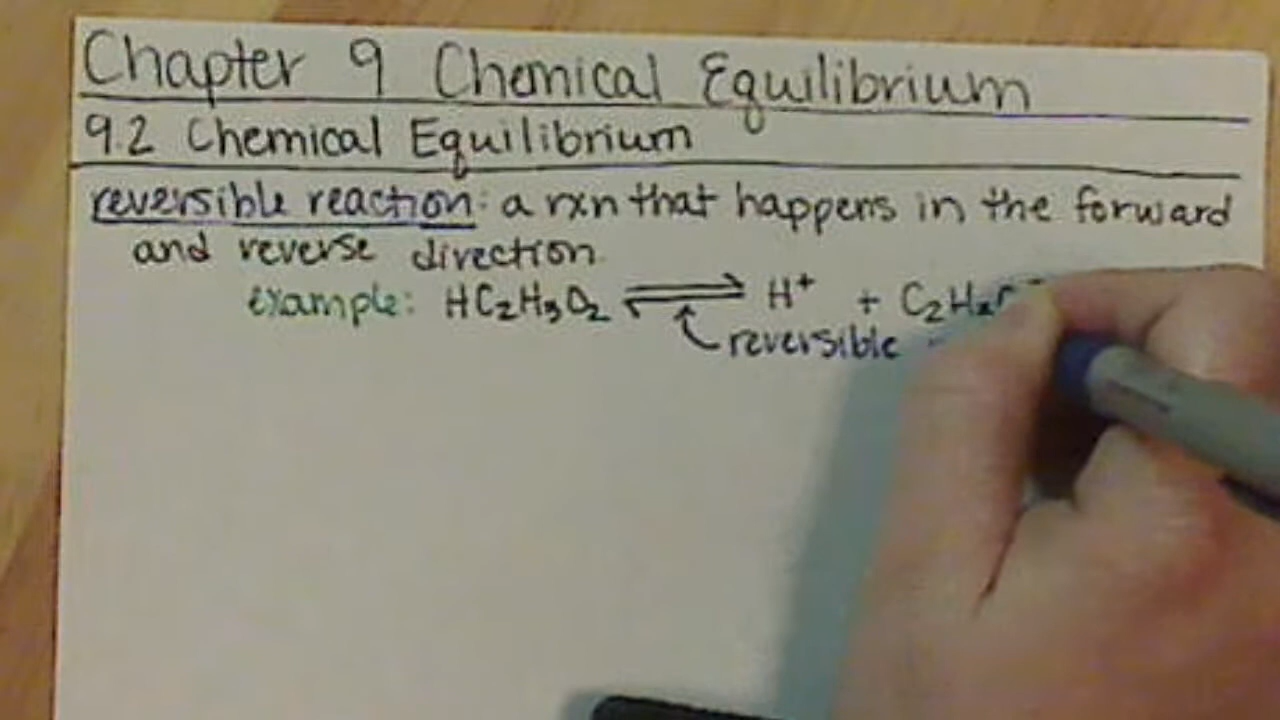 Chapter 9 Chemical Equilibrium
9.2 Chemical Equilibrium
reversible reaction: a rxn that happens in the forward
and reverse direction.
example: HC₂H₃O₂ ⇌ H⁺ +
reversible